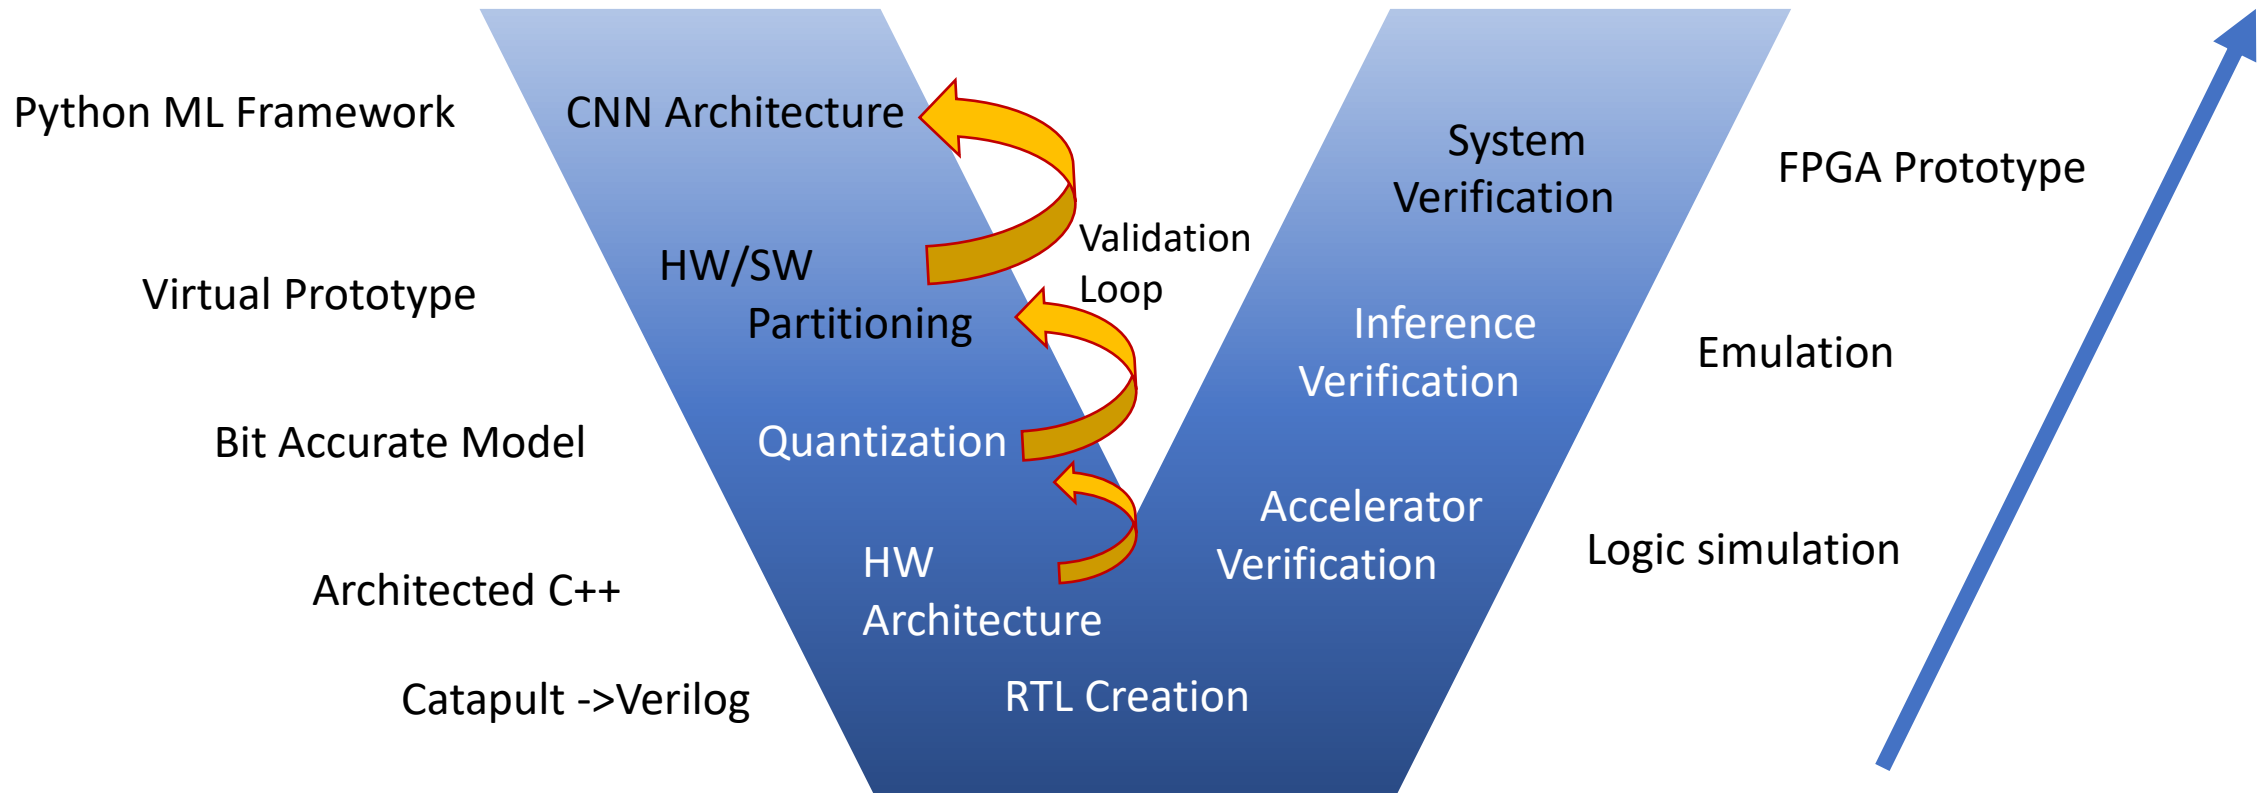 Python ML Framework
CNN Architecture
System
Verification
FPGA Prototype
Validation
Loop
Virtual Prototype
HW/SW
Partitioning
Inference
Verification
Emulation
Bit Accurate Model
Quantization
Accelerator
Verification
Logic simulation
Architected C++
HW
Architecture
Catapult ->Verilog
RTL Creation